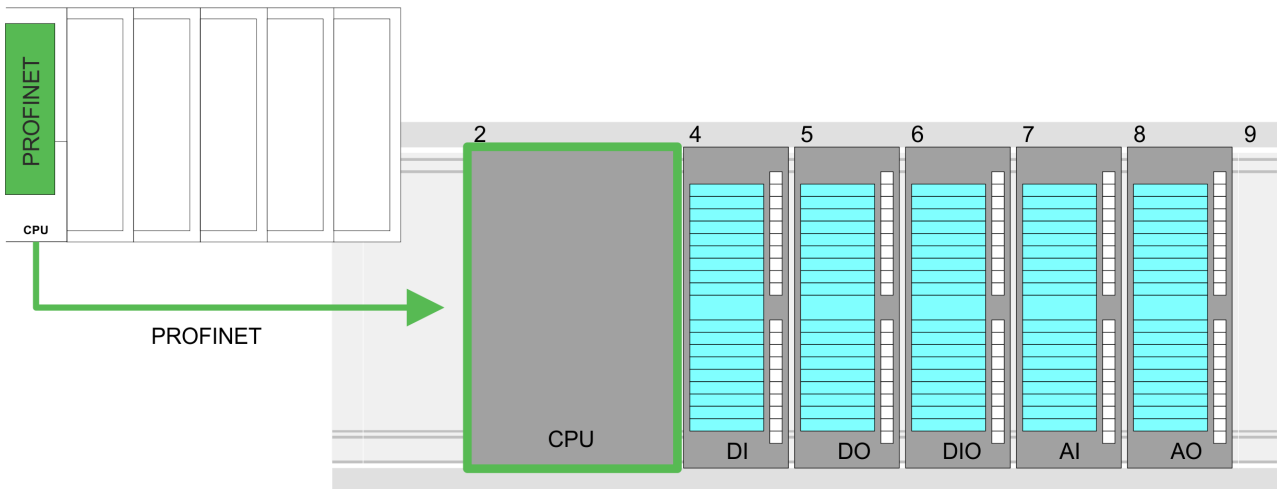 PROFINET
CPU
PROFINET
2 4 5 6 7 8 9
CPU DI DO DIO AI AO